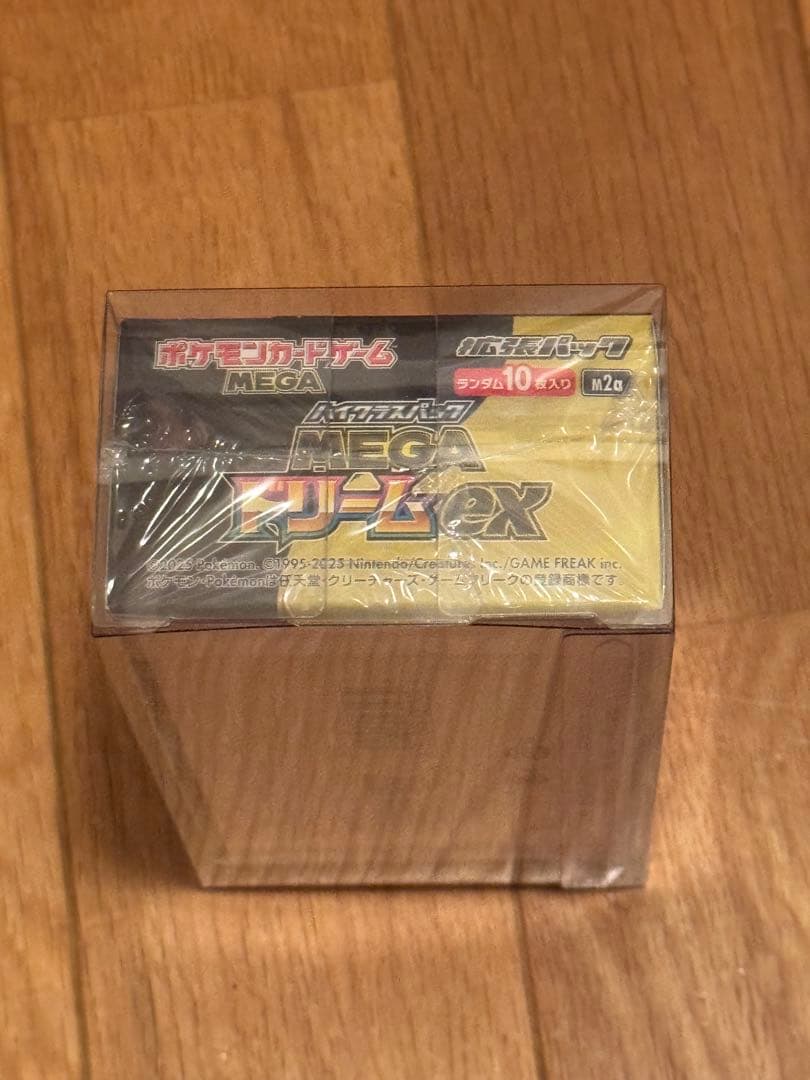 ポケモンカードゲーム
MEGA
拡張パック
ランダム10枚入り M2a
ハイクラスパック
MEGA
ドリームex
©2025 Pokémon. ©1995-2025 Nintendo/Creatures Inc./GAME FREAK inc.
ポケモン・Pokémonは任天堂・クリーチャーズ・ゲームフリークの登録商標です。